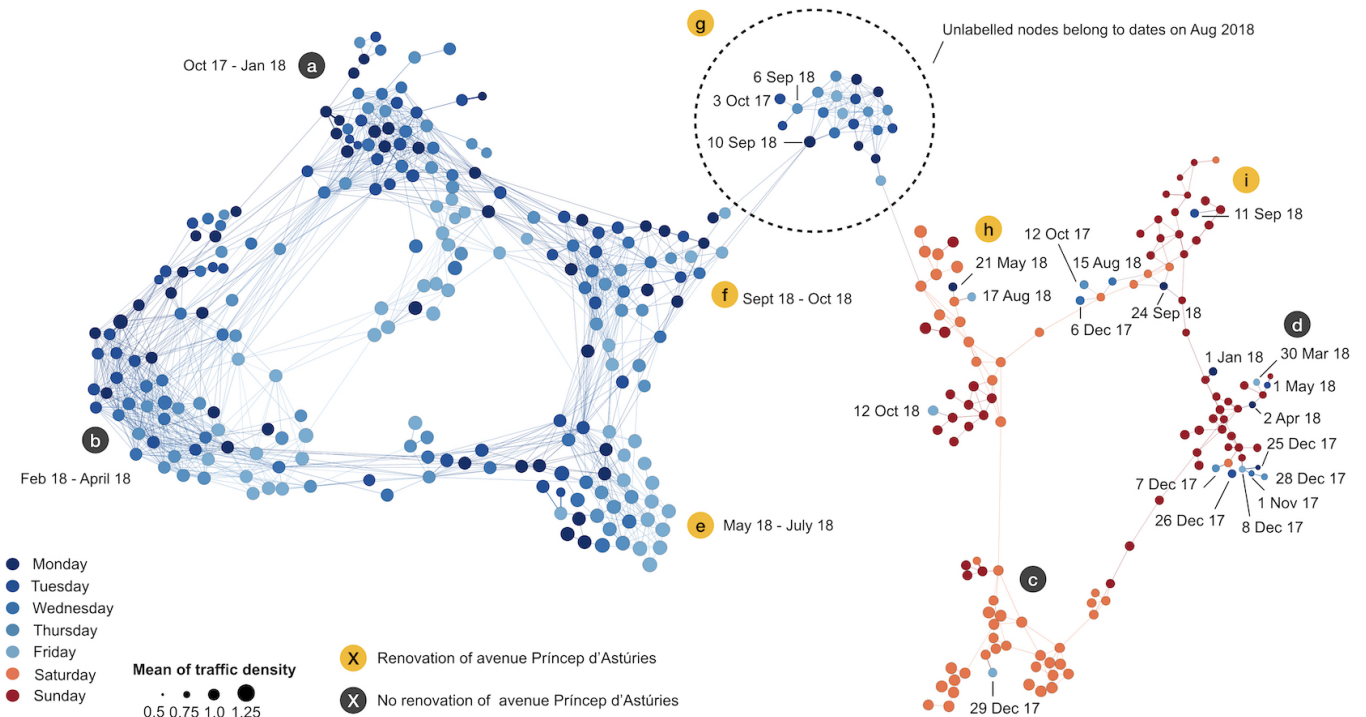 g
Unlabelled nodes belong to dates on Aug 2018
Oct 17 - Jan 18
a
6 Sep 18
3 Oct 17
10 Sep 18
i
11 Sep 18
h
12 Oct 17
21 May 18
15 Aug 18
17 Aug 18
f
Sept 18 - Oct 18
6 Dec 17
24 Sep 18
d
1 Jan 18
30 Mar 18
1 May 18
12 Oct 18
2 Apr 18
b
25 Dec 17
Feb 18 - April 18
7 Dec 17
28 Dec 17
1 Nov 17
26 Dec 17
8 Dec 17
e
May 18 - July 18
c
Monday
Tuesday
Wednesday
Thursday
Friday
Saturday
Sunday
Mean of traffic density
0.5 0.75 1.0 1.25
X Renovation of avenue Príncep d'Astúries
X No renovation of avenue Príncep d'Astúries
29 Dec 17